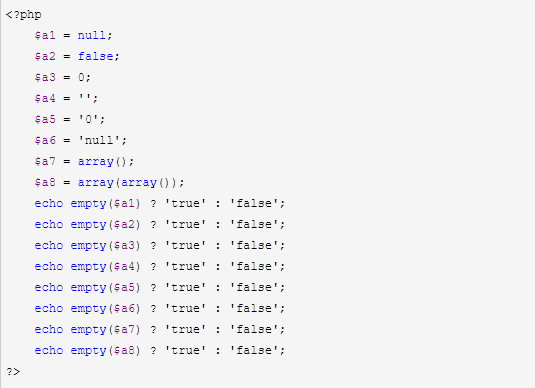 <?php
    $a1 = null;
    $a2 = false;
    $a3 = 0;
    $a4 = '';
    $a5 = '0';
    $a6 = 'null';
    $a7 = array();
    $a8 = array(array());
    echo empty($a1) ? 'true' : 'false';
    echo empty($a2) ? 'true' : 'false';
    echo empty($a3) ? 'true' : 'false';
    echo empty($a4) ? 'true' : 'false';
    echo empty($a5) ? 'true' : 'false';
    echo empty($a6) ? 'true' : 'false';
    echo empty($a7) ? 'true' : 'false';
    echo empty($a8) ? 'true' : 'false';
?>